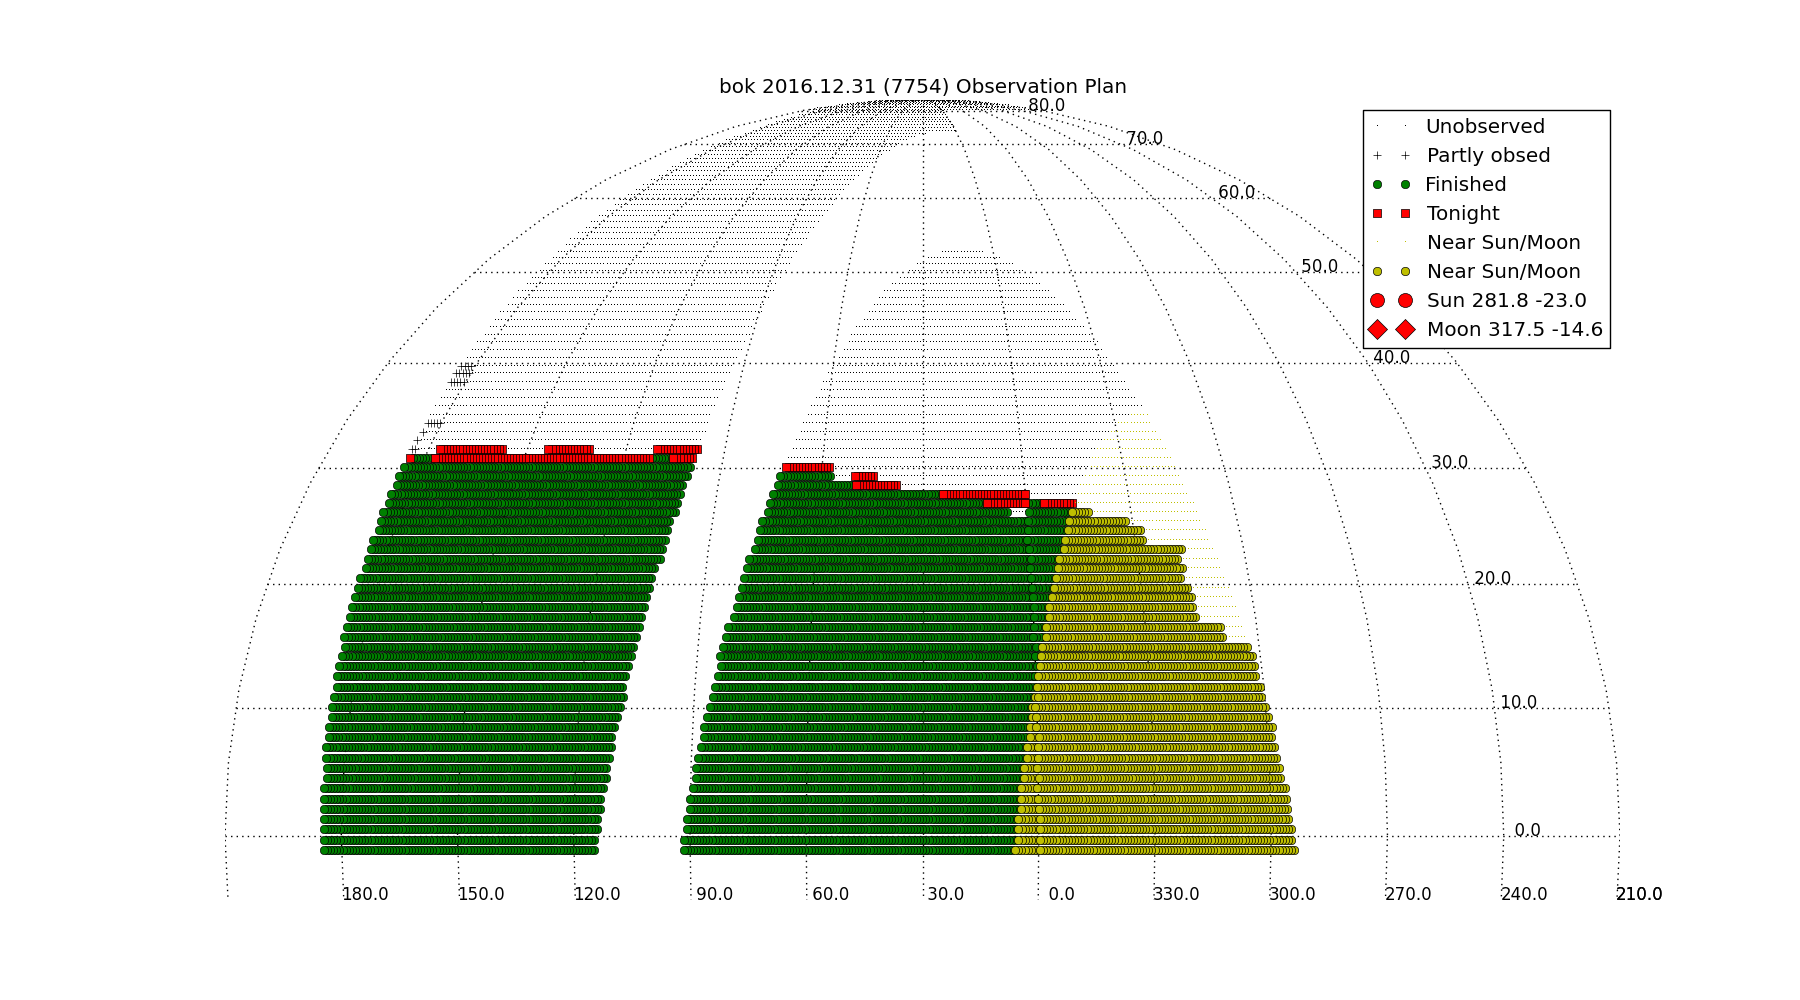 bok 2016.12.31 (7754) Observation Plan
80.0
70.0
60.0
50.0
40.0
30.0
20.0
10.0
0.0
Unobserved
Partly obsed
Finished
Tonight
Near Sun/Moon
Near Sun/Moon
Sun 281.8 -23.0
Moon 317.5 -14.6
180.0 150.0 120.0 90.0 60.0 30.0 0.0 330.0 300.0 270.0 240.0 210.0